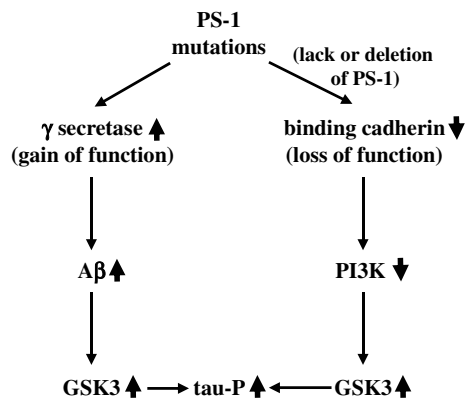 PS-1
mutations
(lack or deletion
of PS-1)
γ secretase
(gain of function)
binding cadherin
(loss of function)
Aβ
PI3K
GSK3
tau-P
GSK3